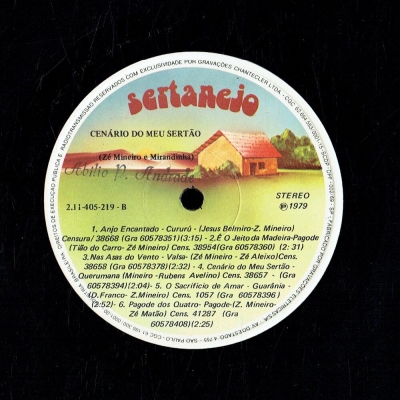 sertanejo
CENÁRIO DO MEU SERTÃO
(Zé Mineiro e Mirandinha)
Abílio P. Andrade
2.11-405-219 - B
STEREO
℗1979
1. Anjo Encantado - Cururú - (Jesus Belmiro-Z. Mineiro)
Censura/38668 (Gra 60578351)(3:15) - 2.É O Jeito da Madeira-Pagode
(Tião do Carro- Zé Mineiro) Cens. 38954(Gra 60578360) (2: 31)
3.Nas Asas do Vento - Valsa- (Zé Mineiro - Zé Aleixo)Cens.
38658 (Gra 60578378)(2:32) - 4. Cenário do Meu Sertão -
Querumana (Mineiro -Rubens Avelino) Cens. 38657 - (Gra
60578394)(2:04)- 5. O Sacrifício de Amar - Guarânia -
(D.Franco- Z.Mineiro) Cens. 1057 (Gra 60578396 )
(2:52)- 6. Pagode dos Quatro- Pagode-(Z. Mineiro-
Zé Matão) Cens. 41287 (Gra
60578408)(2:25)